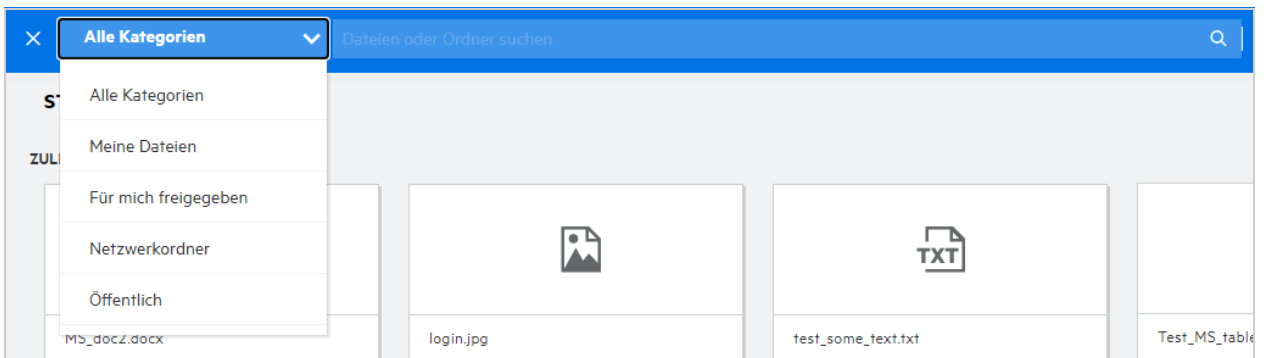 Alle Kategorien
Dateien oder Ordner suchen
Alle Kategorien
Meine Dateien
Für mich freigegeben
Netzwerkordner
Öffentlich
TXT
MS_doc2.docx
login.jpg
test_some_text.txt
Test_MS_table